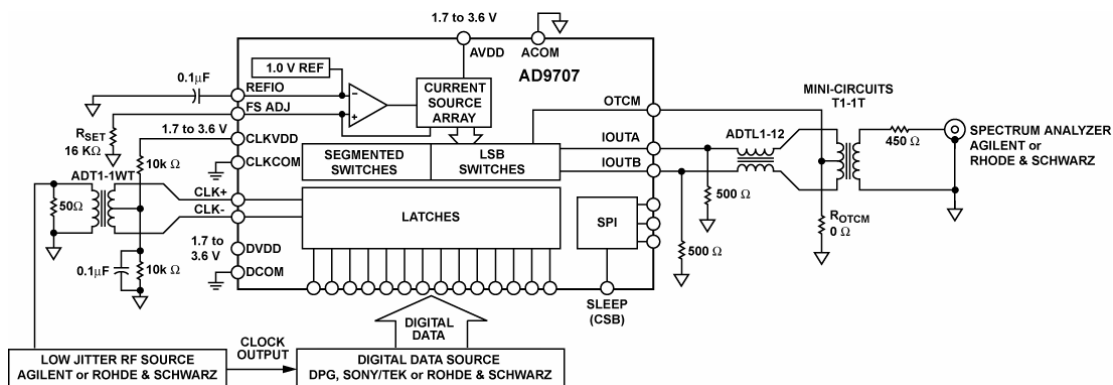 1.7 to 3.6 V
AVDD
ACOM
AD9707
1.0 V REF
0.1µF
REFIO
FS ADJ
CURRENT
SOURCE
ARRAY
RSET
16 KΩ
1.7 to 3.6 V
CLKVDD
CLKCOM
10k Ω
SEGMENTED
SWITCHES
LSB
SWITCHES
OTCM
IOUTA
IOUTB
ADTL1-12
MINI-CIRCUITS
T1-1T
450 Ω
SPECTRUM ANALYZER
AGILENT or
RHODE & SCHWARZ
ADT1-1WT
50Ω
CLK+
CLK-
LATCHES
SPI
500 Ω
500 Ω
ROTCM
0 Ω
1.7 to
3.6 V
DVDD
DCOM
0.1µF
10k Ω
SLEEP
(CSB)
DIGITAL
DATA
LOW JITTER RF SOURCE
AGILENT or ROHDE & SCHWARZ
CLOCK
OUTPUT
DIGITAL DATA SOURCE
DPG, SONY/TEK or ROHDE & SCHWARZ